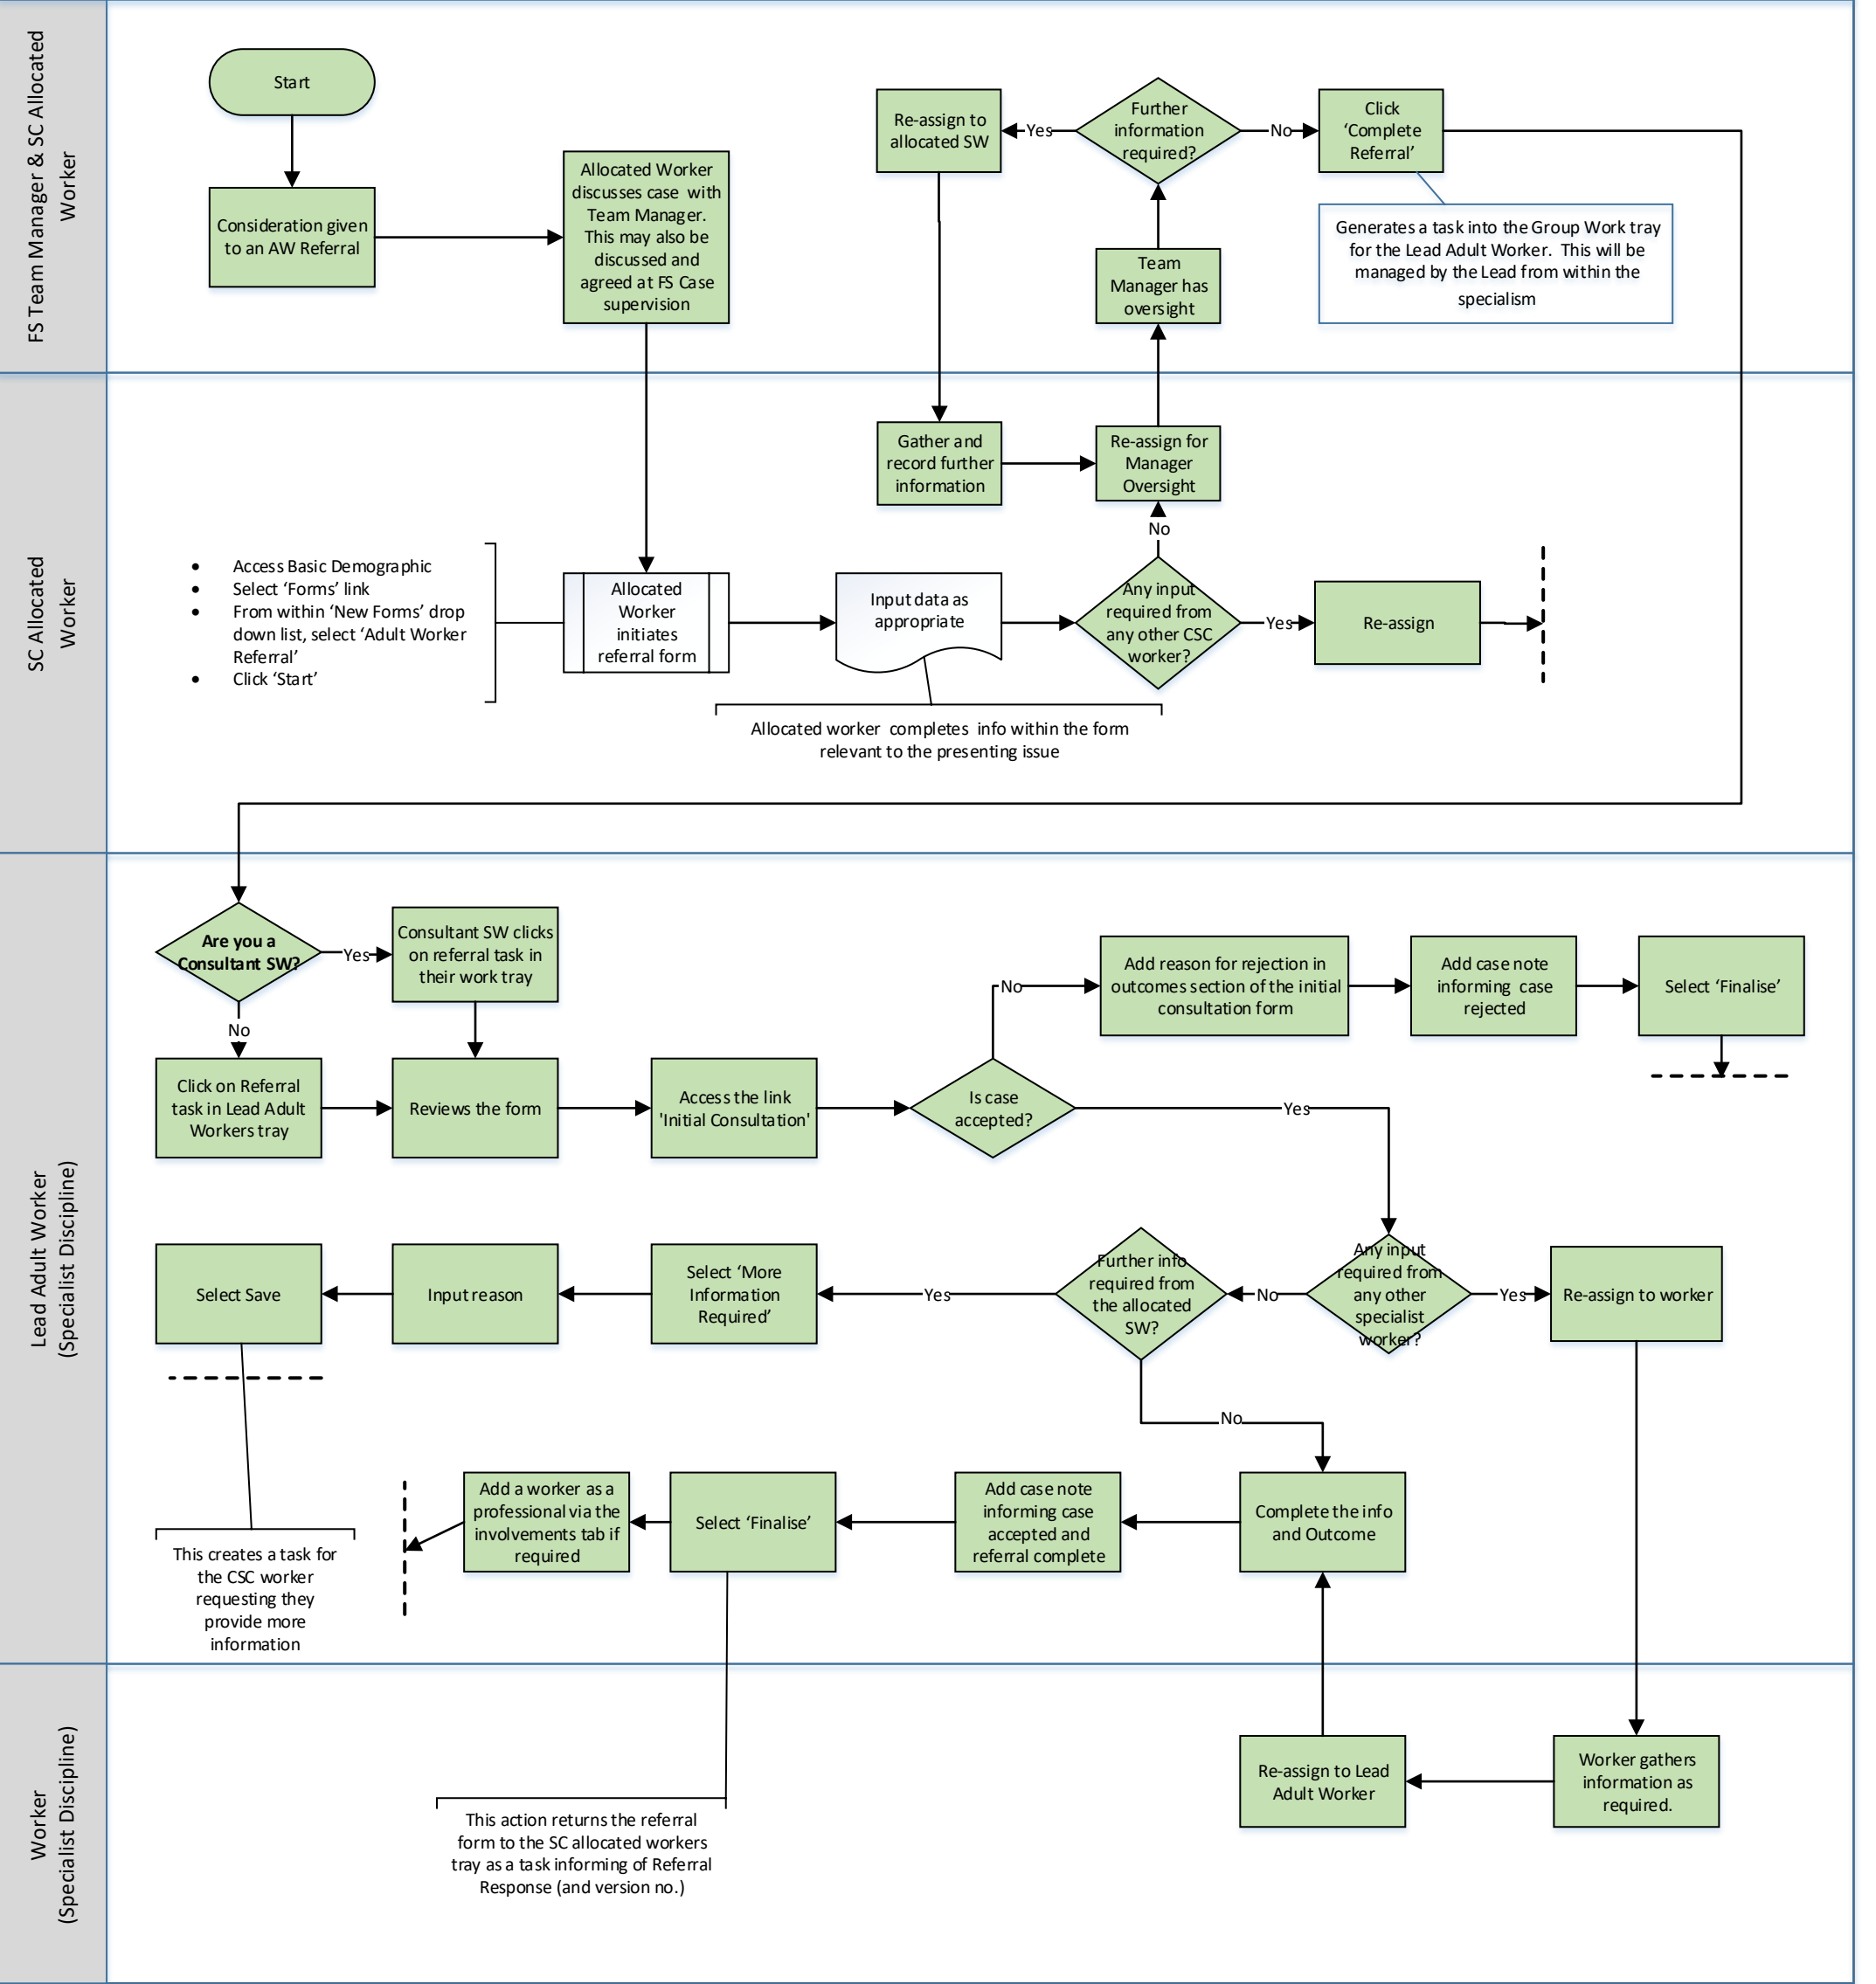 FS Team Manager & SC Allocated
Worker
Start
Consideration given
to an AW Referral
Allocated Worker
discusses case with
Team Manager.
This may also be
discussed and
agreed at FS Case
supervision
Re-assign to
allocated SW
Yes
Further
information
required?
No
Click
‘Complete
Referral’
Generates a task into the Group Work tray
for the Lead Adult Worker. This will be
managed by the Lead from within the
specialism
Team
Manager has
oversight
SC Allocated
Worker
Gather and
record further
information
Re-assign for
Manager
Oversight
No
• Access Basic Demographic
• Select ‘Forms’ link
• From within ‘New Forms’ drop
down list, select ‘Adult Worker
Referral’
• Click ‘Start’
Allocated
Worker
initiates
referral form
Input data as
appropriate
Any input
required from
any other CSC
worker?
Yes
Re-assign
Allocated worker completes info within the form
relevant to the presenting issue
Lead Adult Worker
(Specialist Discipline)
Are you a
Consultant SW?
Yes
Consultant SW clicks
on referral task in
their work tray
No
Click on Referral
task in Lead Adult
Workers tray
Reviews the form
Access the link
'Initial Consultation'
Is case
accepted?
No
Add reason for rejection in
outcomes section of the initial
consultation form
Add case note
informing case
rejected
Select ‘Finalise’
Yes
Any input
required from
any other
specialist
worker?
Yes
Re-assign to worker
No
Further info
required from
the allocated
SW?
Yes
Select ‘More
Information
Required’
Input reason
Select Save
This creates a task for
the CSC worker
requesting they
provide more
information
No
Complete the info
and Outcome
Add case note
informing case
accepted and
referral complete
Select ‘Finalise’
Add a worker as a
professional via the
involvements tab if
required
Worker
(Specialist Discipline)
This action returns the referral
form to the SC allocated workers
tray as a task informing of Referral
Response (and version no.)
Re-assign to Lead
Adult Worker
Worker gathers
information as
required.